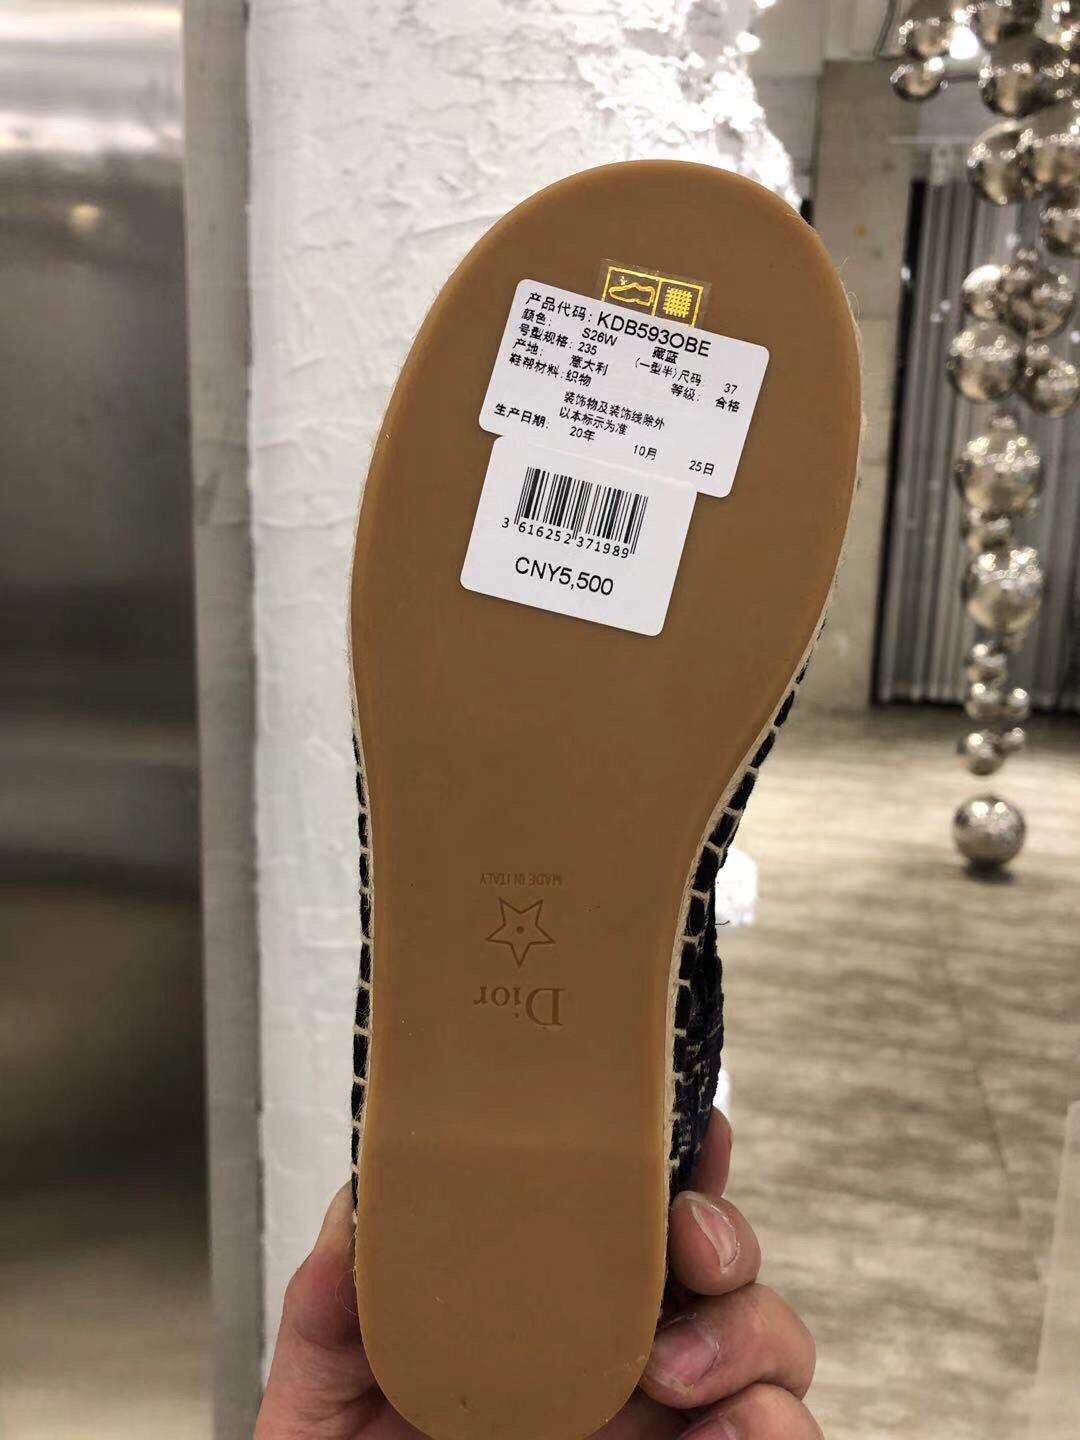 产品代码: KDB593OBE
颜色: S26W 藏蓝
号型规格: 235 (一型半)尺码 37
产地: 意大利 等级: 合格
鞋帮材料: 织物
装饰物及装饰线除外
以本标示为准
生产日期: 20年 10月 25日
3 616252 371989
CNY5,500
MADE IN ITALY
Dior